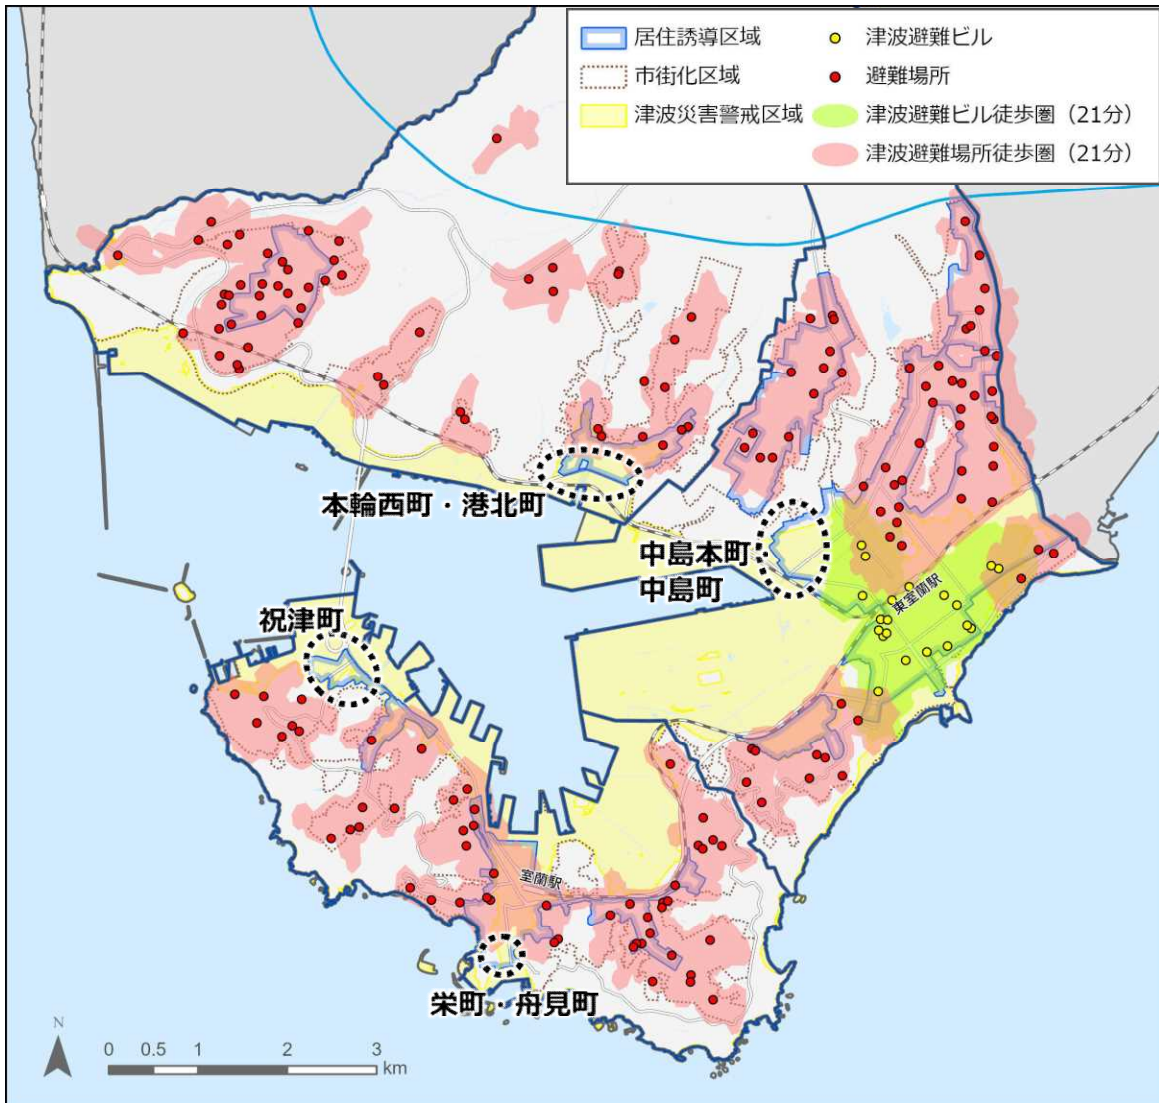 居住誘導区域
津波避難ビル
市街化区域
避難場所
津波災害警戒区域
津波避難ビル徒歩圏（21分）
津波避難場所徒歩圏（21分）
本輪西町・港北町
中島本町・
中島町
東室蘭駅
祝津町
室蘭駅
栄町・舟見町
N
0 0.5 1 2 3
km